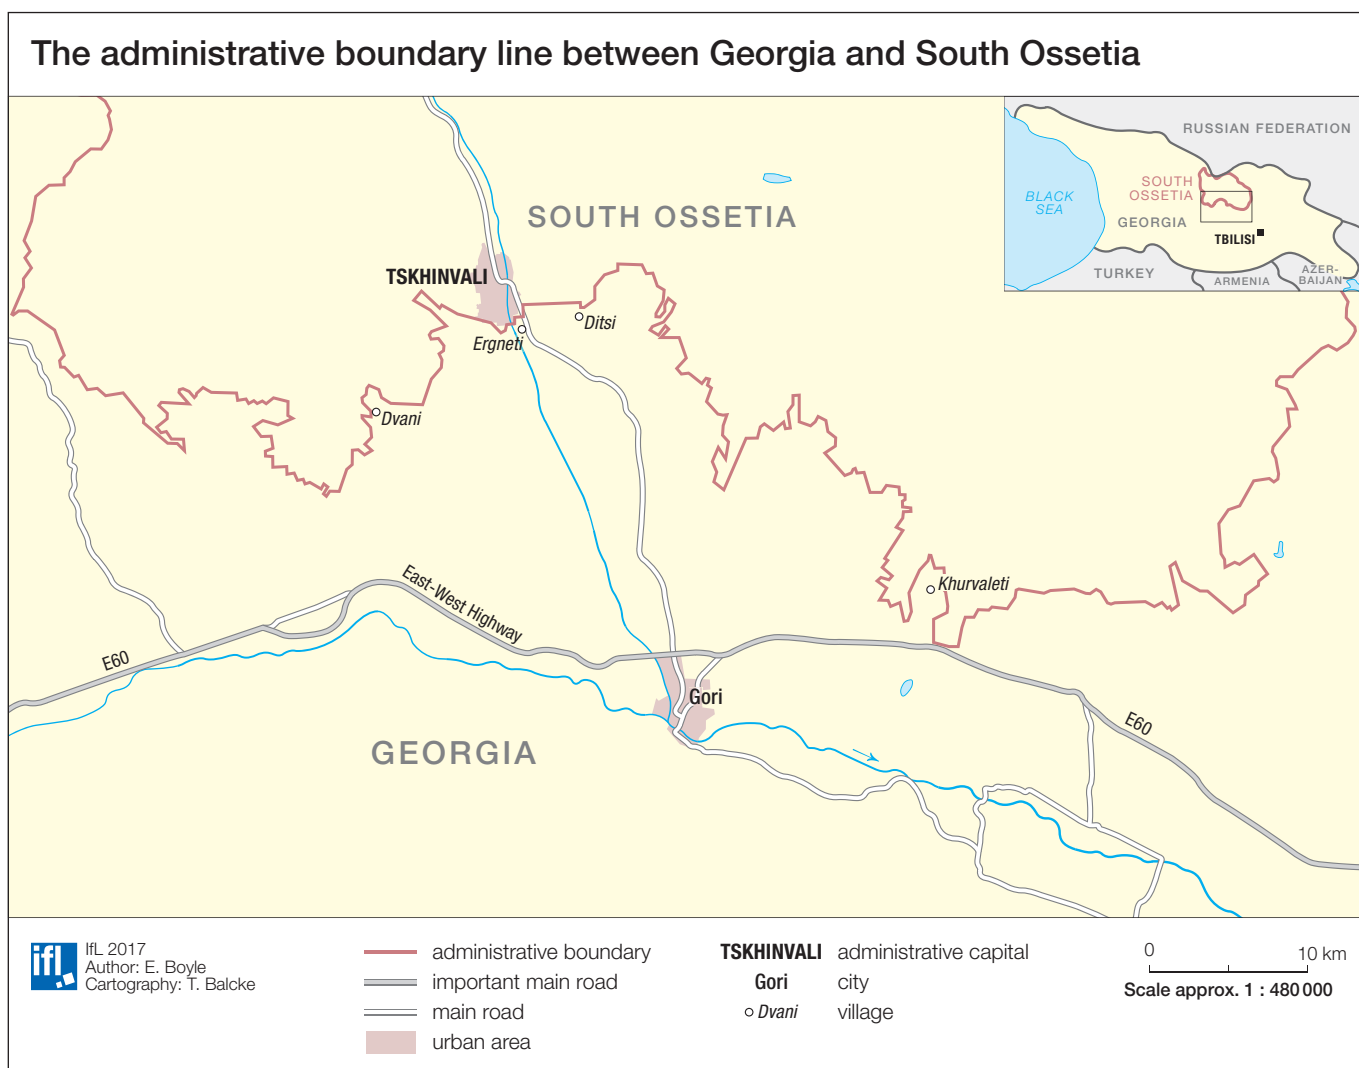 The administrative boundary line between Georgia and South Ossetia
RUSSIAN FEDERATION
SOUTH
OSSETIA
BLACK
SEA
GEORGIA
TBILISI
TURKEY
ARMENIA
AZER-
BAIJAN
SOUTH OSSETIA
TSKHINVALI
Ditsi
Ergneti
Dvani
Khurvaleti
East-West Highway
E60
Gori
E60
GEORGIA
ifl
IfL 2017
Author: E. Boyle
Cartography: T. Balcke
administrative boundary
important main road
main road
urban area
TSKHINVALI administrative capital
Gori city
Dvani village
0 10 km
Scale approx. 1 : 480 000